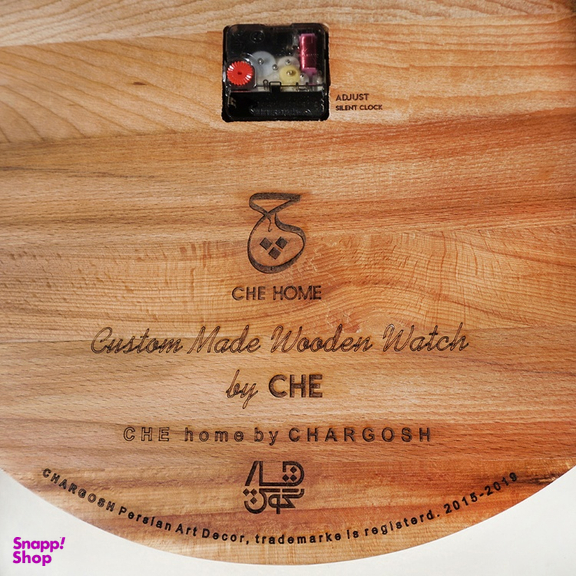 ADJUST
SILENT CLOCK
چ
CHE HOME
Custom Made Wooden Watch
by CHE
CHE home by CHARGOSH
چارگوش
CHARGOSH Persian Art Decor, trademarke is registerd. 2015-2019
Snapp!
Shop